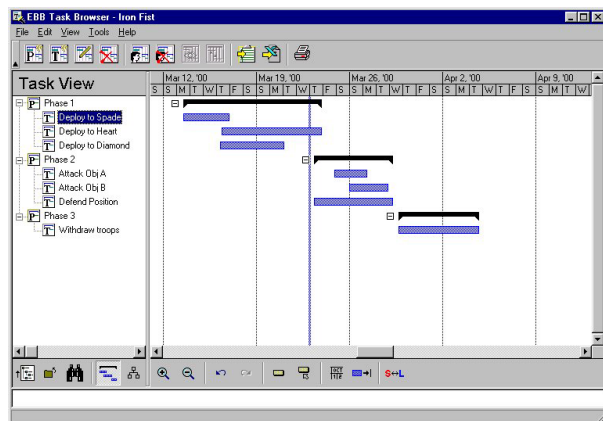 EBB Task Browser - Iron Fist
File Edit View Tools Help
Task View
Mar 12, '00 Mar 19, '00 Mar 26, '00 Apr 2, '00 Apr 9, '00
S S M T W T F S S M T W T F S S M T W T F S S M T W T F S S M T W T
Phase 1
Deploy to Spade
Deploy to Heart
Deploy to Diamond
Phase 2
Attack Obj A
Attack Obj B
Defend Position
Phase 3
Withdraw troops
S↔L